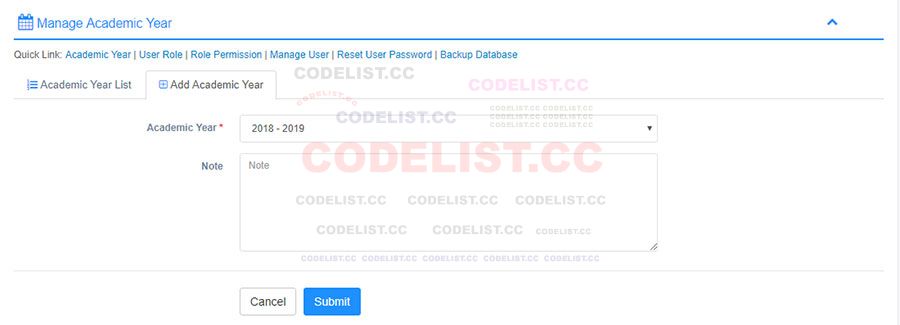 Manage Academic Year
Quick Link: Academic Year | User Role | Role Permission | Manage User | Reset User Password | Backup Database
CODELIST.CC
CODELIST.CC
Academic Year List
Add Academic Year
CODELIST.CC
CODELIST.CC
CODELIST.CC CODELIST.CC
CODELIST.CC CODELIST.CC
CODELIST.CC CODELIST.CC
Academic Year *
2018 - 2019
CODELIST.CC
Note
Note
CODELIST.CC CODELIST.CC CODELIST.CC
CODELIST.CC CODELIST.CC CODELIST.CC
CODELIST.CC CODELIST.CC CODELIST.CC CODELIST.CC CODELIST.CC
Cancel
Submit